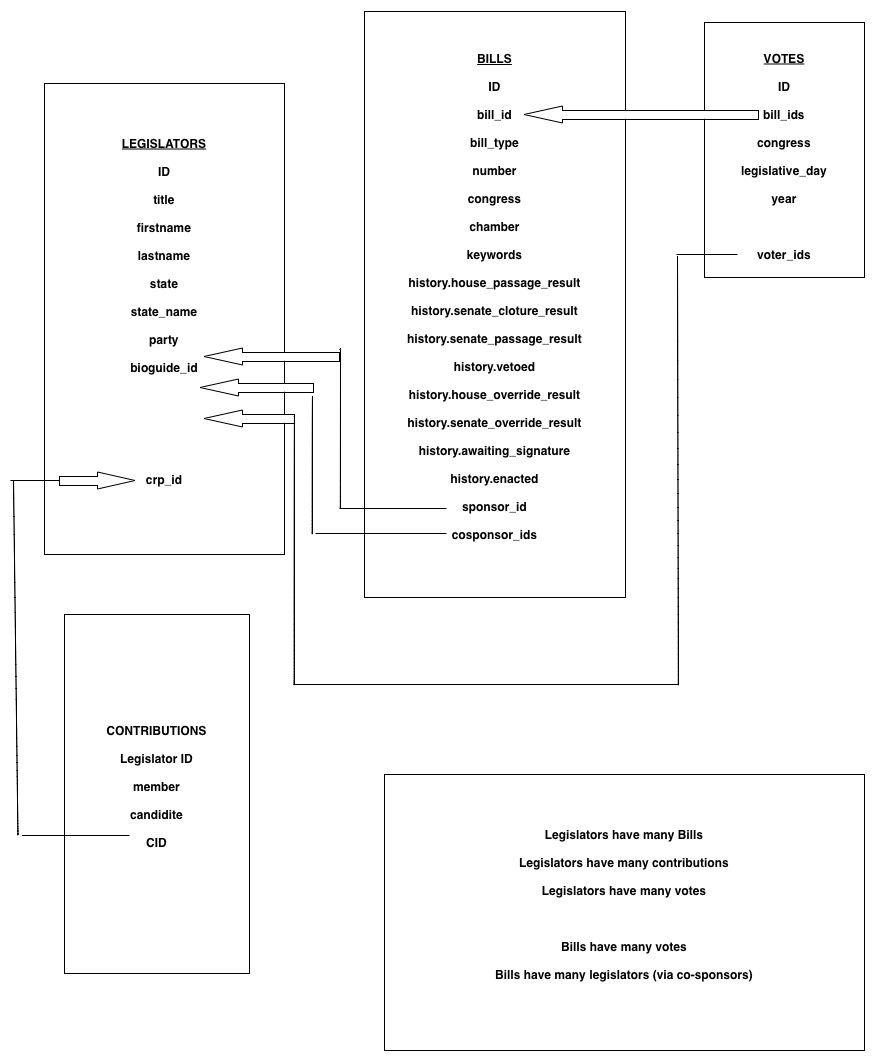 LEGISLATORS
ID
title
firstname
lastname
state
state_name
party
bioguide_id
crp_id
BILLS
ID
bill_id
bill_type
number
congress
chamber
keywords
history.house_passage_result
history.senate_cloture_result
history.senate_passage_result
history.vetoed
history.house_override_result
history.senate_override_result
history.awaiting_signature
history.enacted
sponsor_id
cosponsor_ids
VOTES
ID
bill_ids
congress
legislative_day
year
voter_ids
CONTRIBUTIONS
Legislator ID
member
candidite
CID
Legislators have many Bills
Legislators have many contributions
Legislators have many votes
Bills have many votes
Bills have many legislators (via co-sponsors)